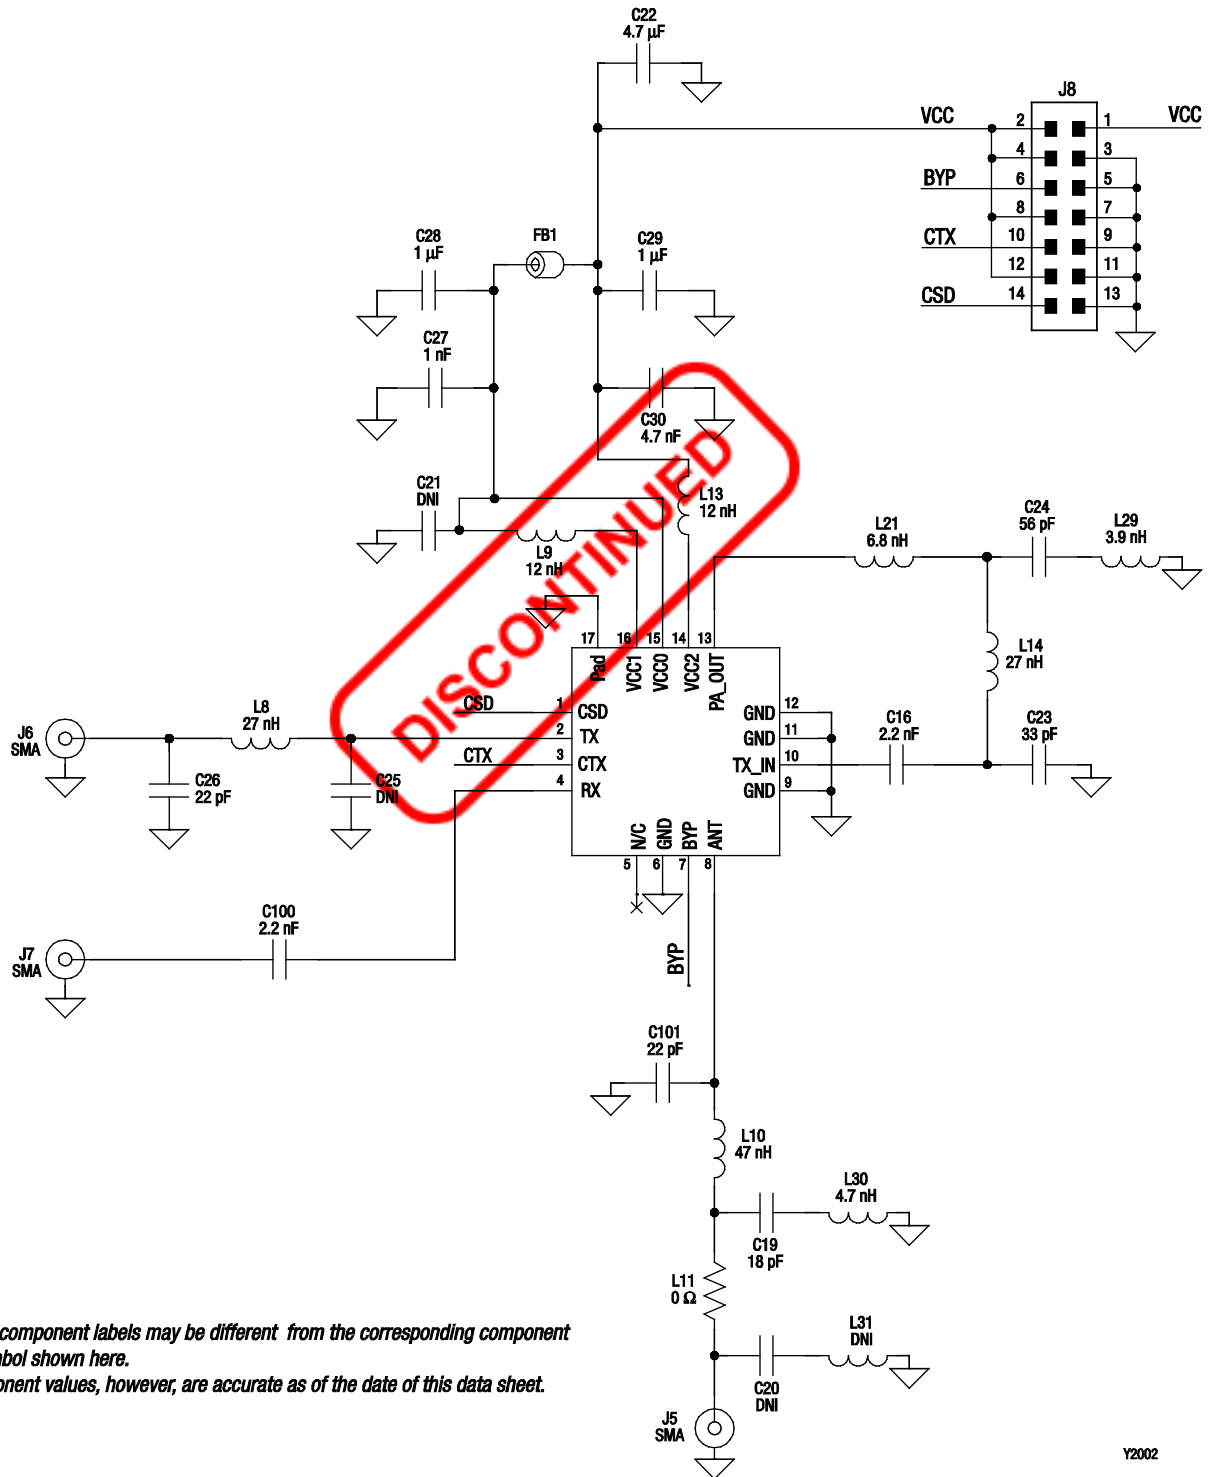 C22
4.7 µF
J8
VCC
2
1
VCC
4
3
BYP
6
5
8
7
CTX
10
9
12
11
CSD
14
13
C28
1 µF
FB1
C29
1 µF
C27
1 nF
C30
4.7 nF
DISCONTINUED
C21
DNI
L9
12 nH
L13
12 nH
L21
6.8 nH
C24
56 pF
L29
3.9 nH
L14
27 nH
17
16
15
14
13
Pad
VCC1
VCC0
VCC2
PA_OUT
CSD
1
CSD
2
TX
CTX
3
CTX
4
RX
GND
12
GND
11
TX_IN
10
GND
9
N/C
GND
BYP
ANT
5
6
7
8
J6
SMA
L8
27 nH
C26
22 pF
C25
DNI
C16
2.2 nF
C23
33 pF
J7
SMA
C100
2.2 nF
BYP
C101
22 pF
L10
47 nH
L30
4.7 nH
C19
18 pF
L11
0 Ω
L31
DNI
C20
DNI
J5
SMA
component labels may be different from the corresponding component
shown here.
values, however, are accurate as of the date of this data sheet.
Y2002